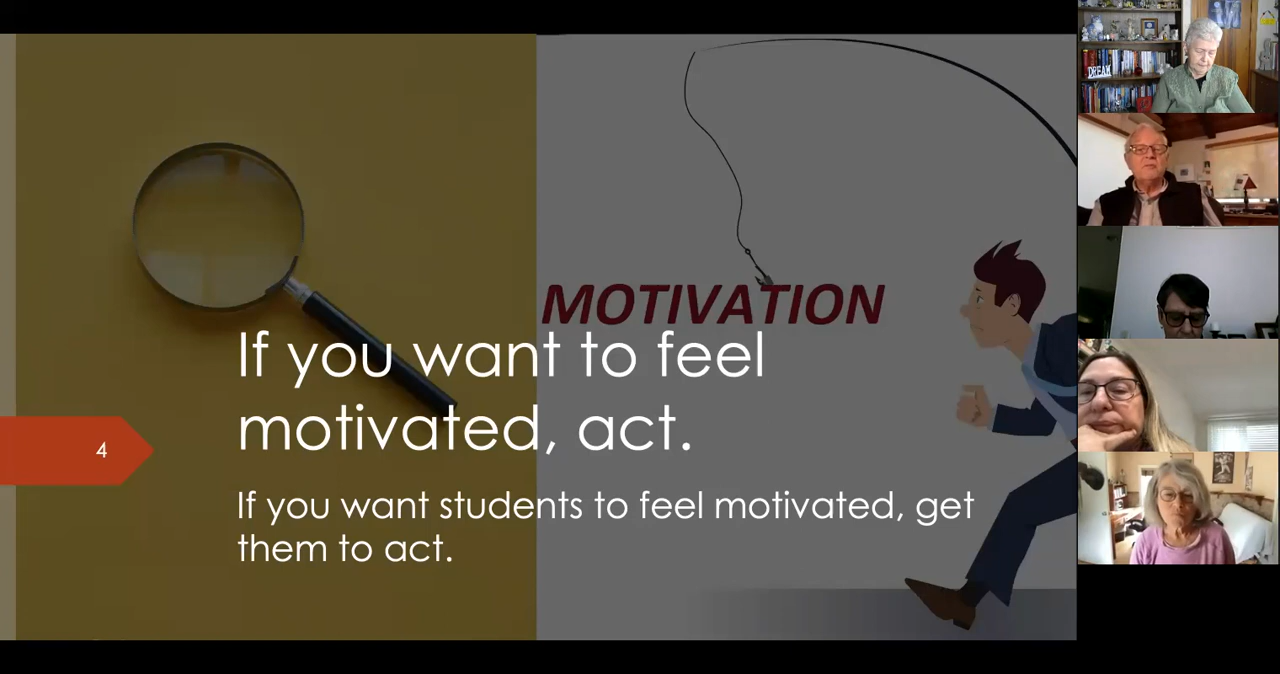 DREAM
MOTIVATION
If you want to feel
motivated, act.
4
If you want students to feel motivated, get
them to act.